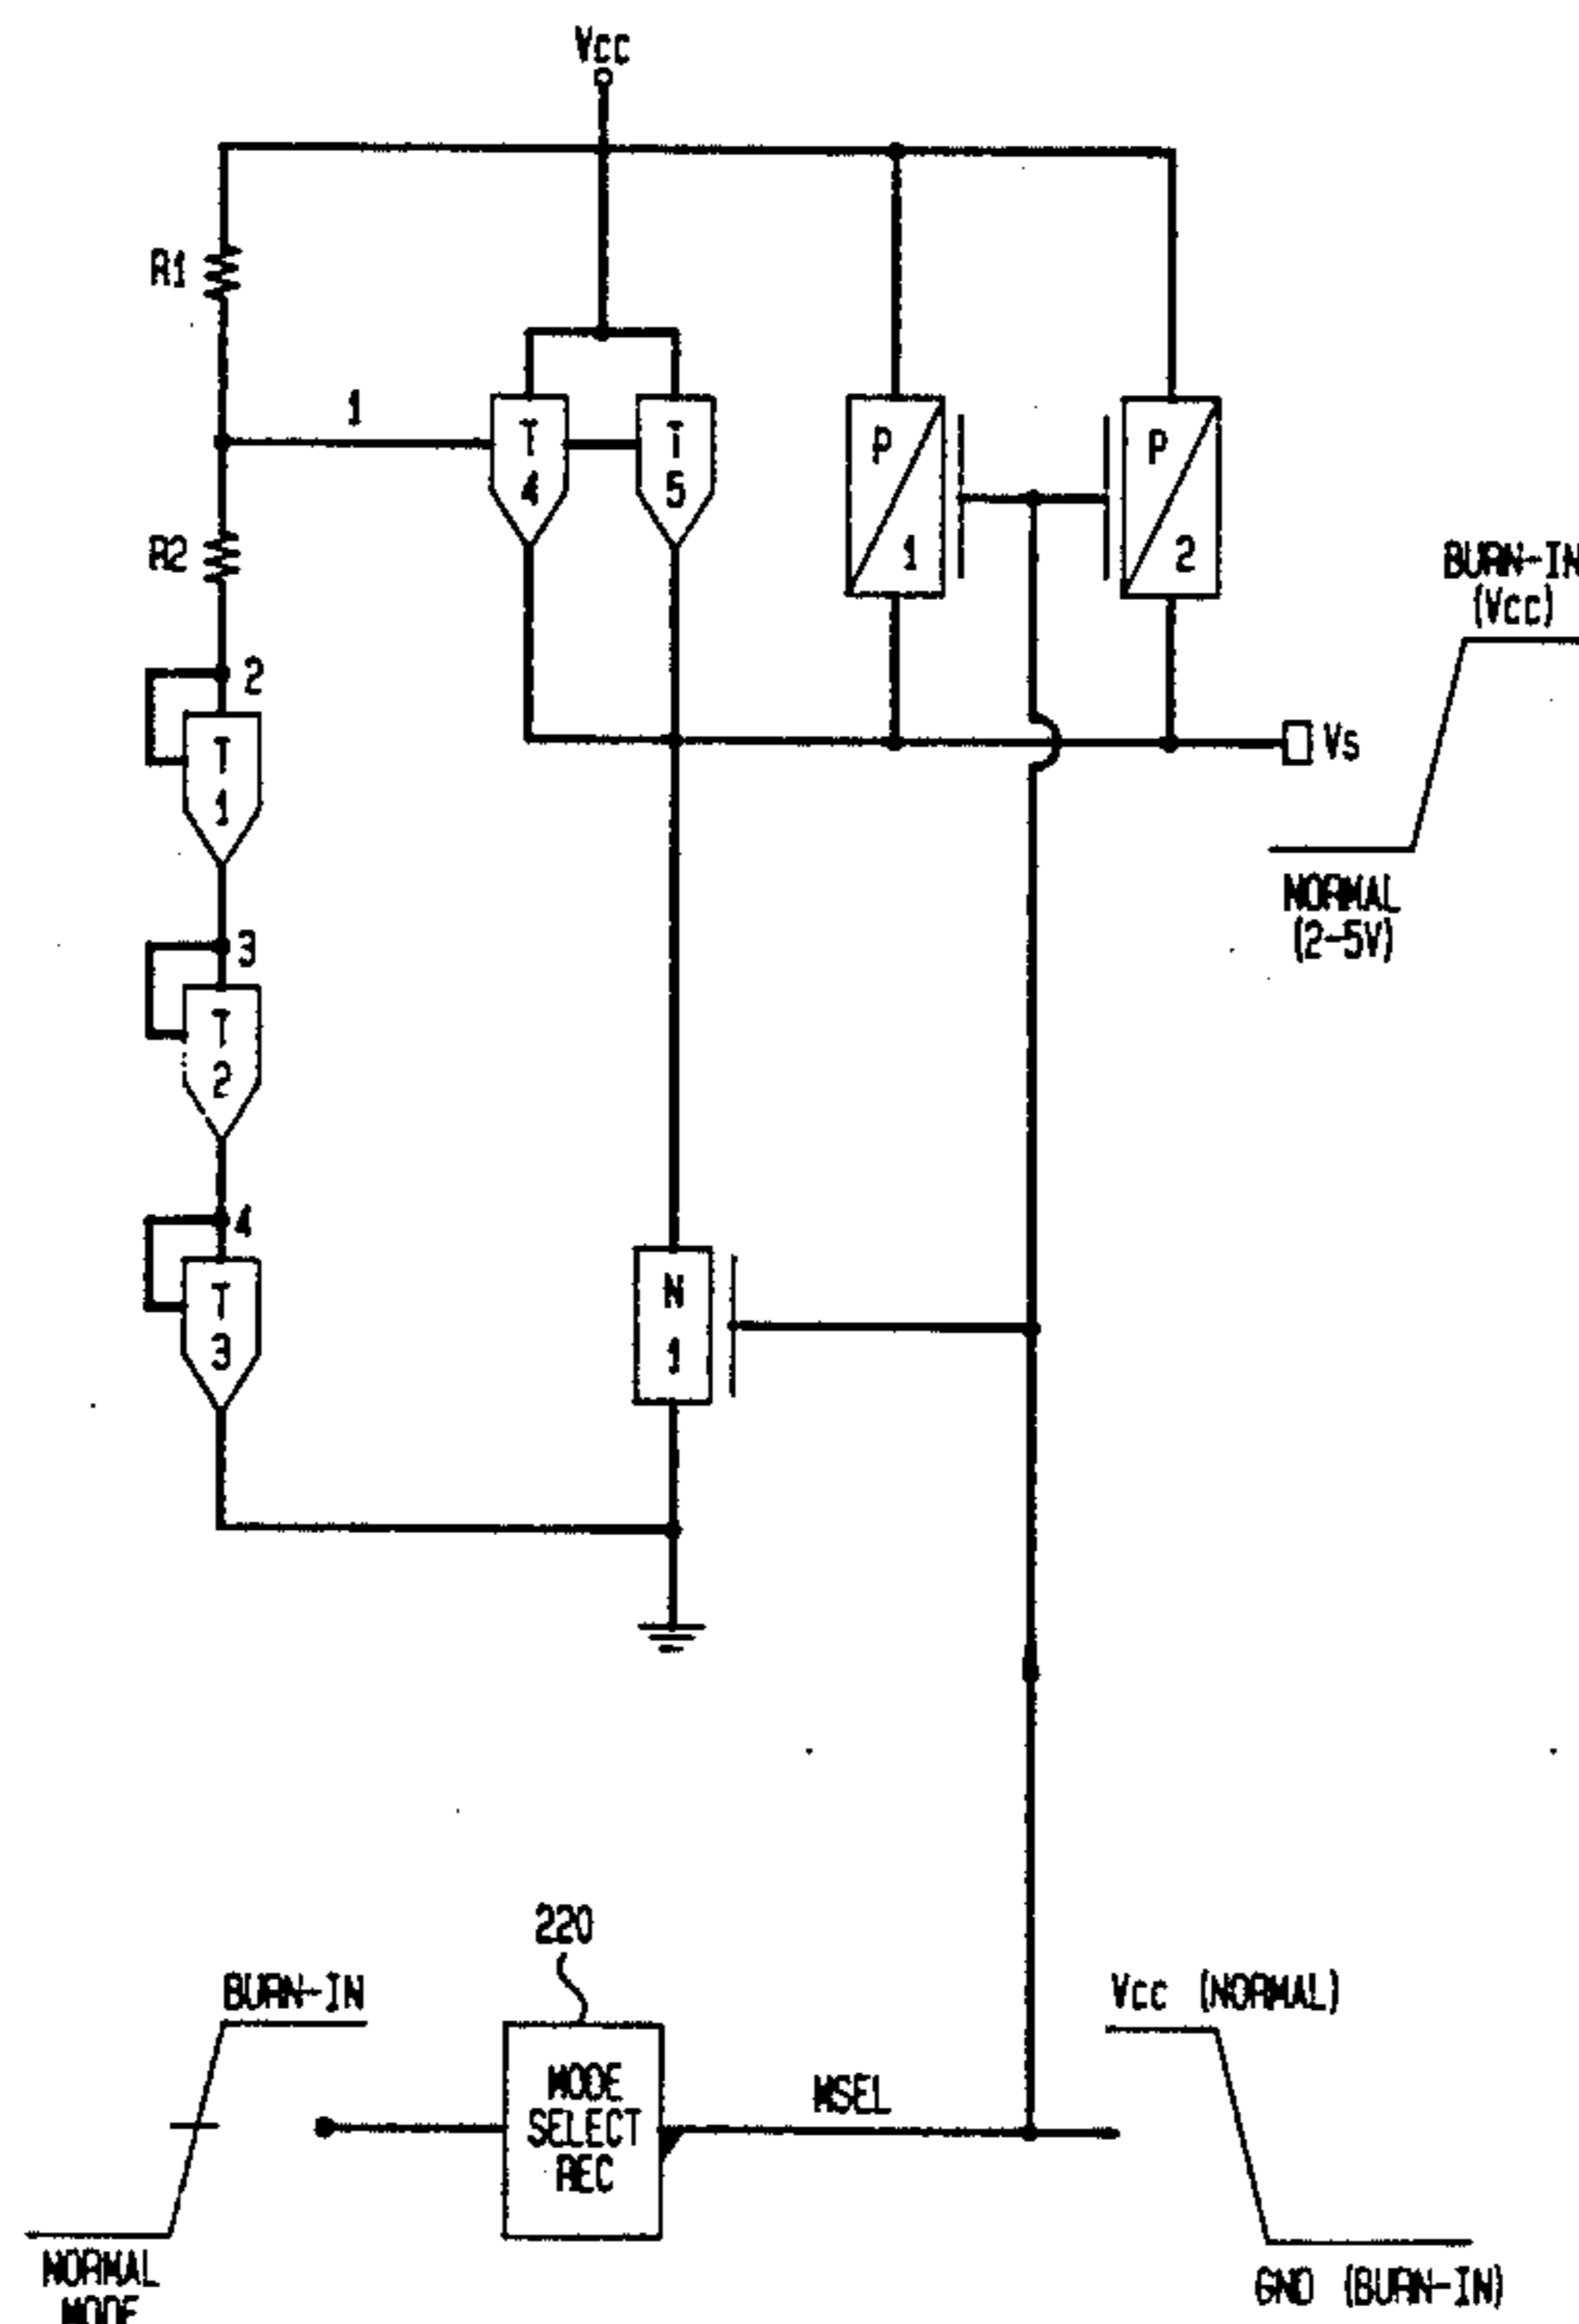 Vcc
R1
1
T
4
T
5
P
1
P
2
R2
BURN-IN
(Vcc)
2
T
1
Vs
NORMAL
(2-5V)
3
T
2
4
T
3
N
1
220
BURN-IN
MODE
SELECT
REC
MSEL
Vcc (NORMAL)
NORMAL
MODE
GND (BURN-IN)